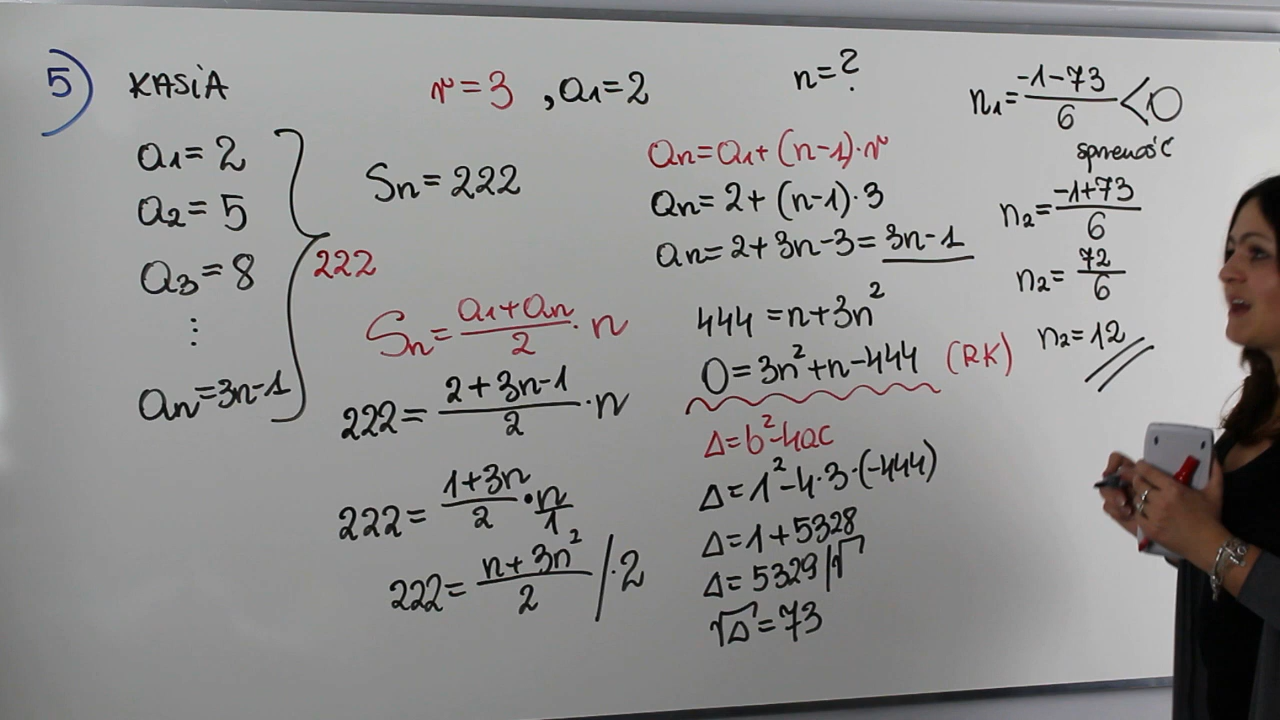 5) KASIA
r=3, a₁=2
n=?
a₁=2
a₂=5
a₃=8
⋮
aₙ=3n-1
222
Sₙ=222
Sₙ=(a₁+aₙ)/2·n
222=(2+3n-1)/2·n
222=(1+3n)/2·n/1
222=(n+3n²)/2 /·2
aₙ=a₁+(n-1)·r
aₙ=2+(n-1)·3
aₙ=2+3n-3=3n-1
444=n+3n²
0=3n²+n-444 (RK)
Δ=b²-4ac
Δ=1²-4·3·(-444)
Δ=1+5328
Δ=5329 |√
√Δ=73
n₁=(-1-73)/6<0
sprzeność
n₂=(-1+73)/6
n₂=72/6
n₂=12